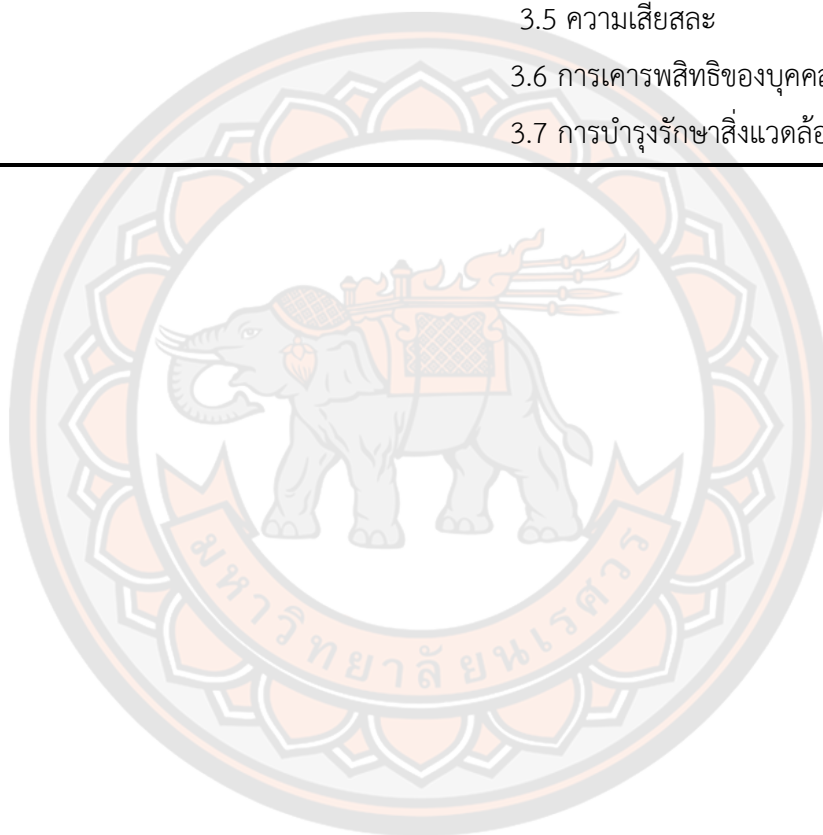 3.5 ความเสียสละ
3.6 การเคารพสิทธิของบุคคล
3.7 การบำรุงรักษาสิ่งแวดล้อ
มหาวิทยาลัยนเรศวร